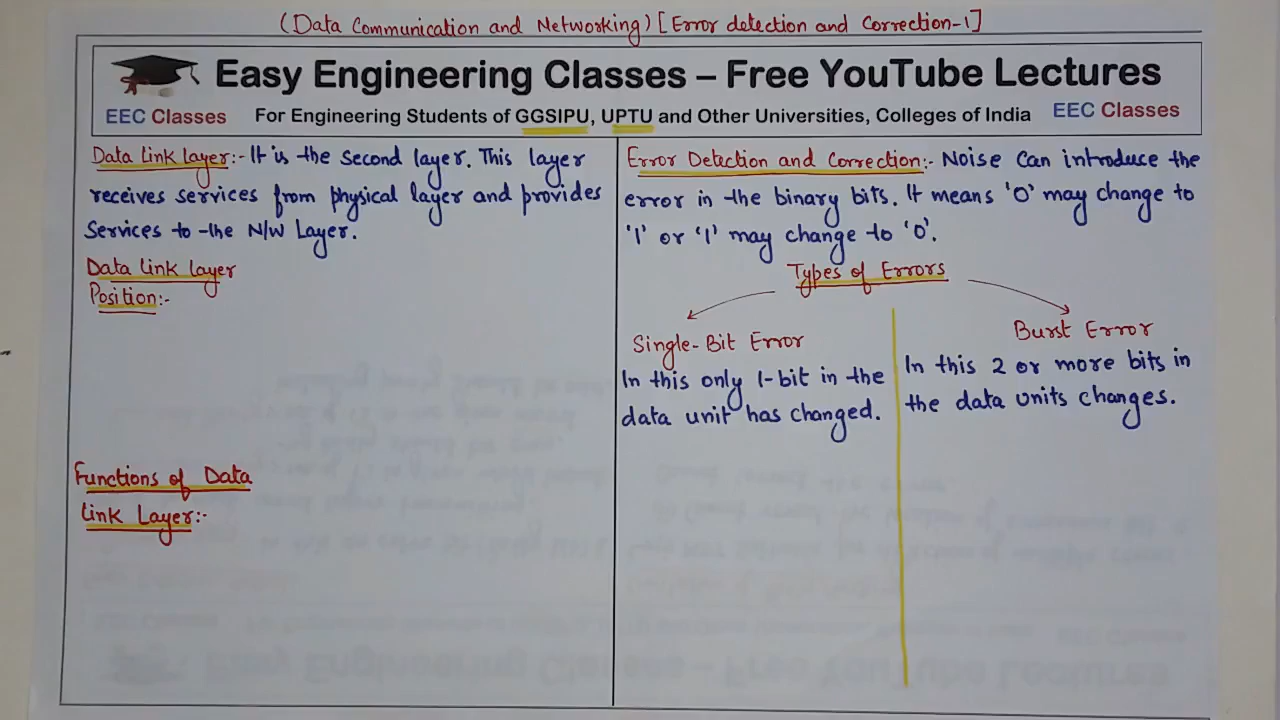 (Data Communication and Networking) [Error detection and Correction-1]
Easy Engineering Classes – Free YouTube Lectures
EEC Classes
For Engineering Students of GGSIPU, UPTU and Other Universities, Colleges of India
EEC Classes
Data Link layer:- It is the second layer. This layer
receives services from physical layer and provides
Services to the N/W Layer.
Data Link layer
Position:-
Functions of Data
Link Layer:-
Error Detection and Correction:- Noise Can introduce the
error in the binary bits. It means '0' may change to
'1' or '1' may change to '0'.
Types of Errors
Single-Bit Error
In this only 1-bit in the
data unit has changed.
Burst Error
In this 2 or more bits in
the data units changes.